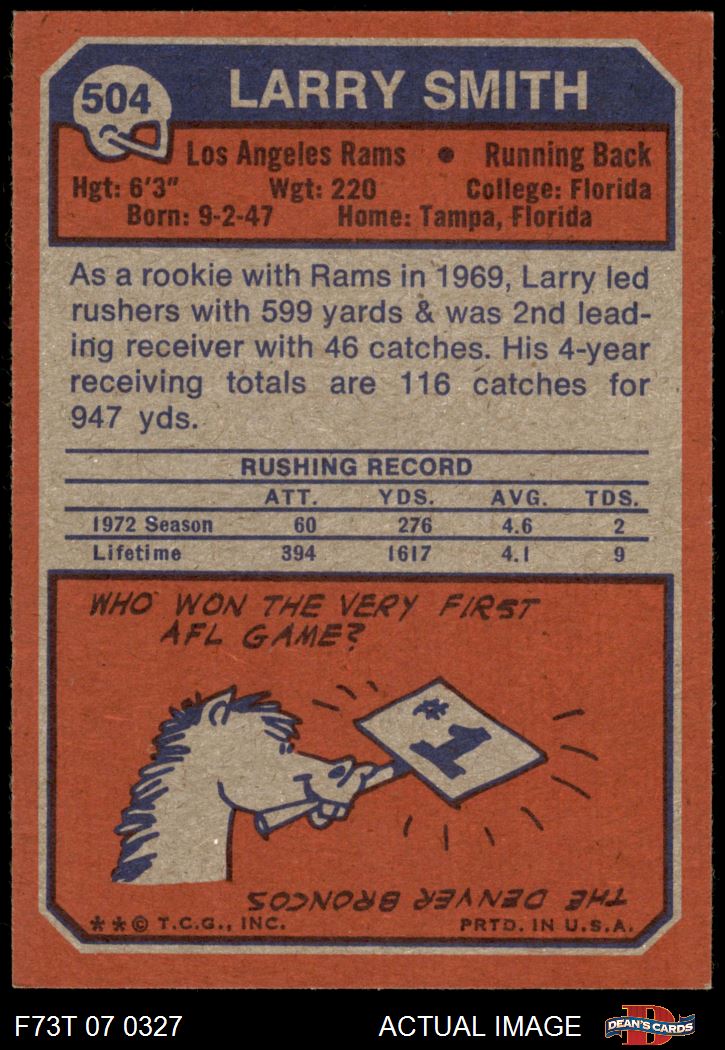 504
LARRY SMITH
Los Angeles Rams • Running Back
Hgt: 6'3" Wgt: 220 College: Florida
Born: 9-2-47 Home: Tampa, Florida
As a rookie with Rams in 1969, Larry led
rushers with 599 yards & was 2nd lead-
ing receiver with 46 catches. His 4-year
receiving totals are 116 catches for
947 yds.
RUSHING RECORD
ATT. YDS. AVG. TDS.
1972 Season 60 276 4.6 2
Lifetime 394 1617 4.1 9
WHO WON THE VERY FIRST
AFL GAME?
#1
THE DENVER BRONCOS
**© T.C.G., INC. PRTD. IN U.S.A.
F73T 07 0327 ACTUAL IMAGE
D
DEAN'S CARDS